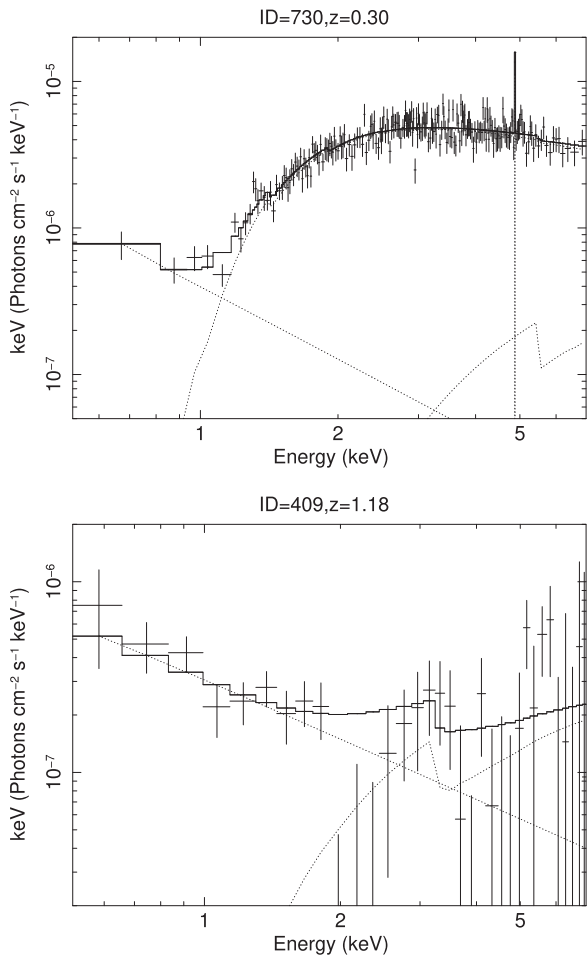 ID=730,z=0.30
keV (Photons cm⁻² s⁻¹ keV⁻¹)
10⁻⁵
10⁻⁶
10⁻⁷
1 2 5
Energy (keV)
ID=409,z=1.18
keV (Photons cm⁻² s⁻¹ keV⁻¹)
10⁻⁶
10⁻⁷
1 2 5
Energy (keV)